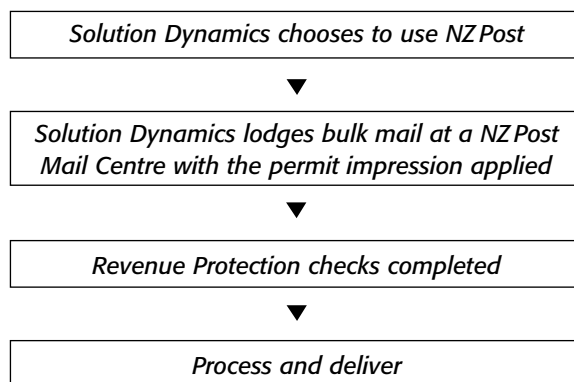 Solution Dynamics chooses to use NZ Post
Solution Dynamics lodges bulk mail at a NZ Post
Mail Centre with the permit impression applied
Revenue Protection checks completed
Process and deliver